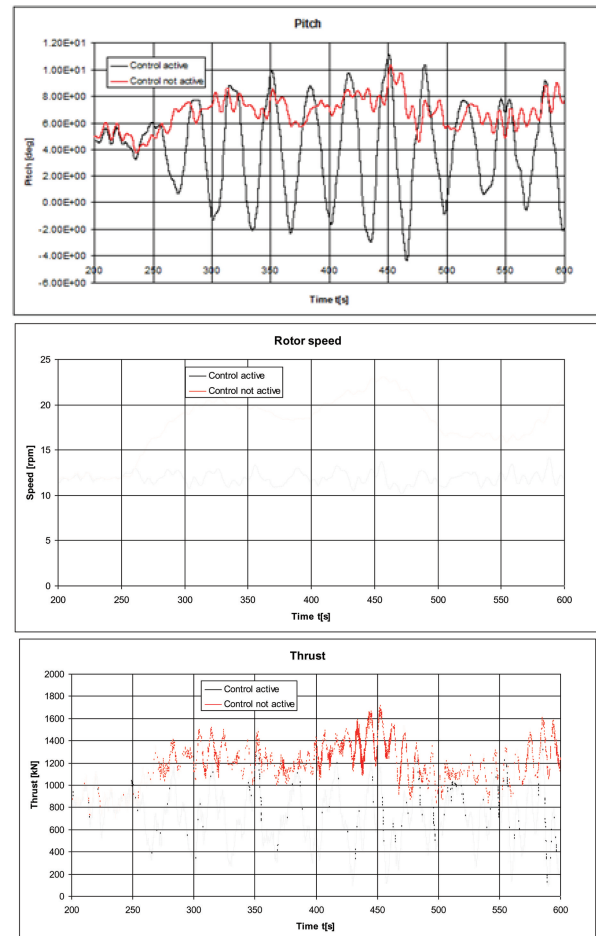 Pitch
1.20E+01
1.00E+01
8.00E+00
6.00E+00
4.00E+00
2.00E+00
0.00E+00
-2.00E+00
-4.00E+00
-6.00E+00
Pitch [deg]
Control active
Control not active
200 250 300 350 400 450 500 550 600
Time t[s]
Rotor speed
25
20
15
10
5
0
Speed [rpm]
Control active
Control not active
200 250 300 350 400 450 500 550 600
Time t[s]
Thrust
2000
1800
1600
1400
1200
1000
800
600
400
200
0
Thrust [kN]
Control active
Control not active
200 250 300 350 400 450 500 550 600
Time t[s]